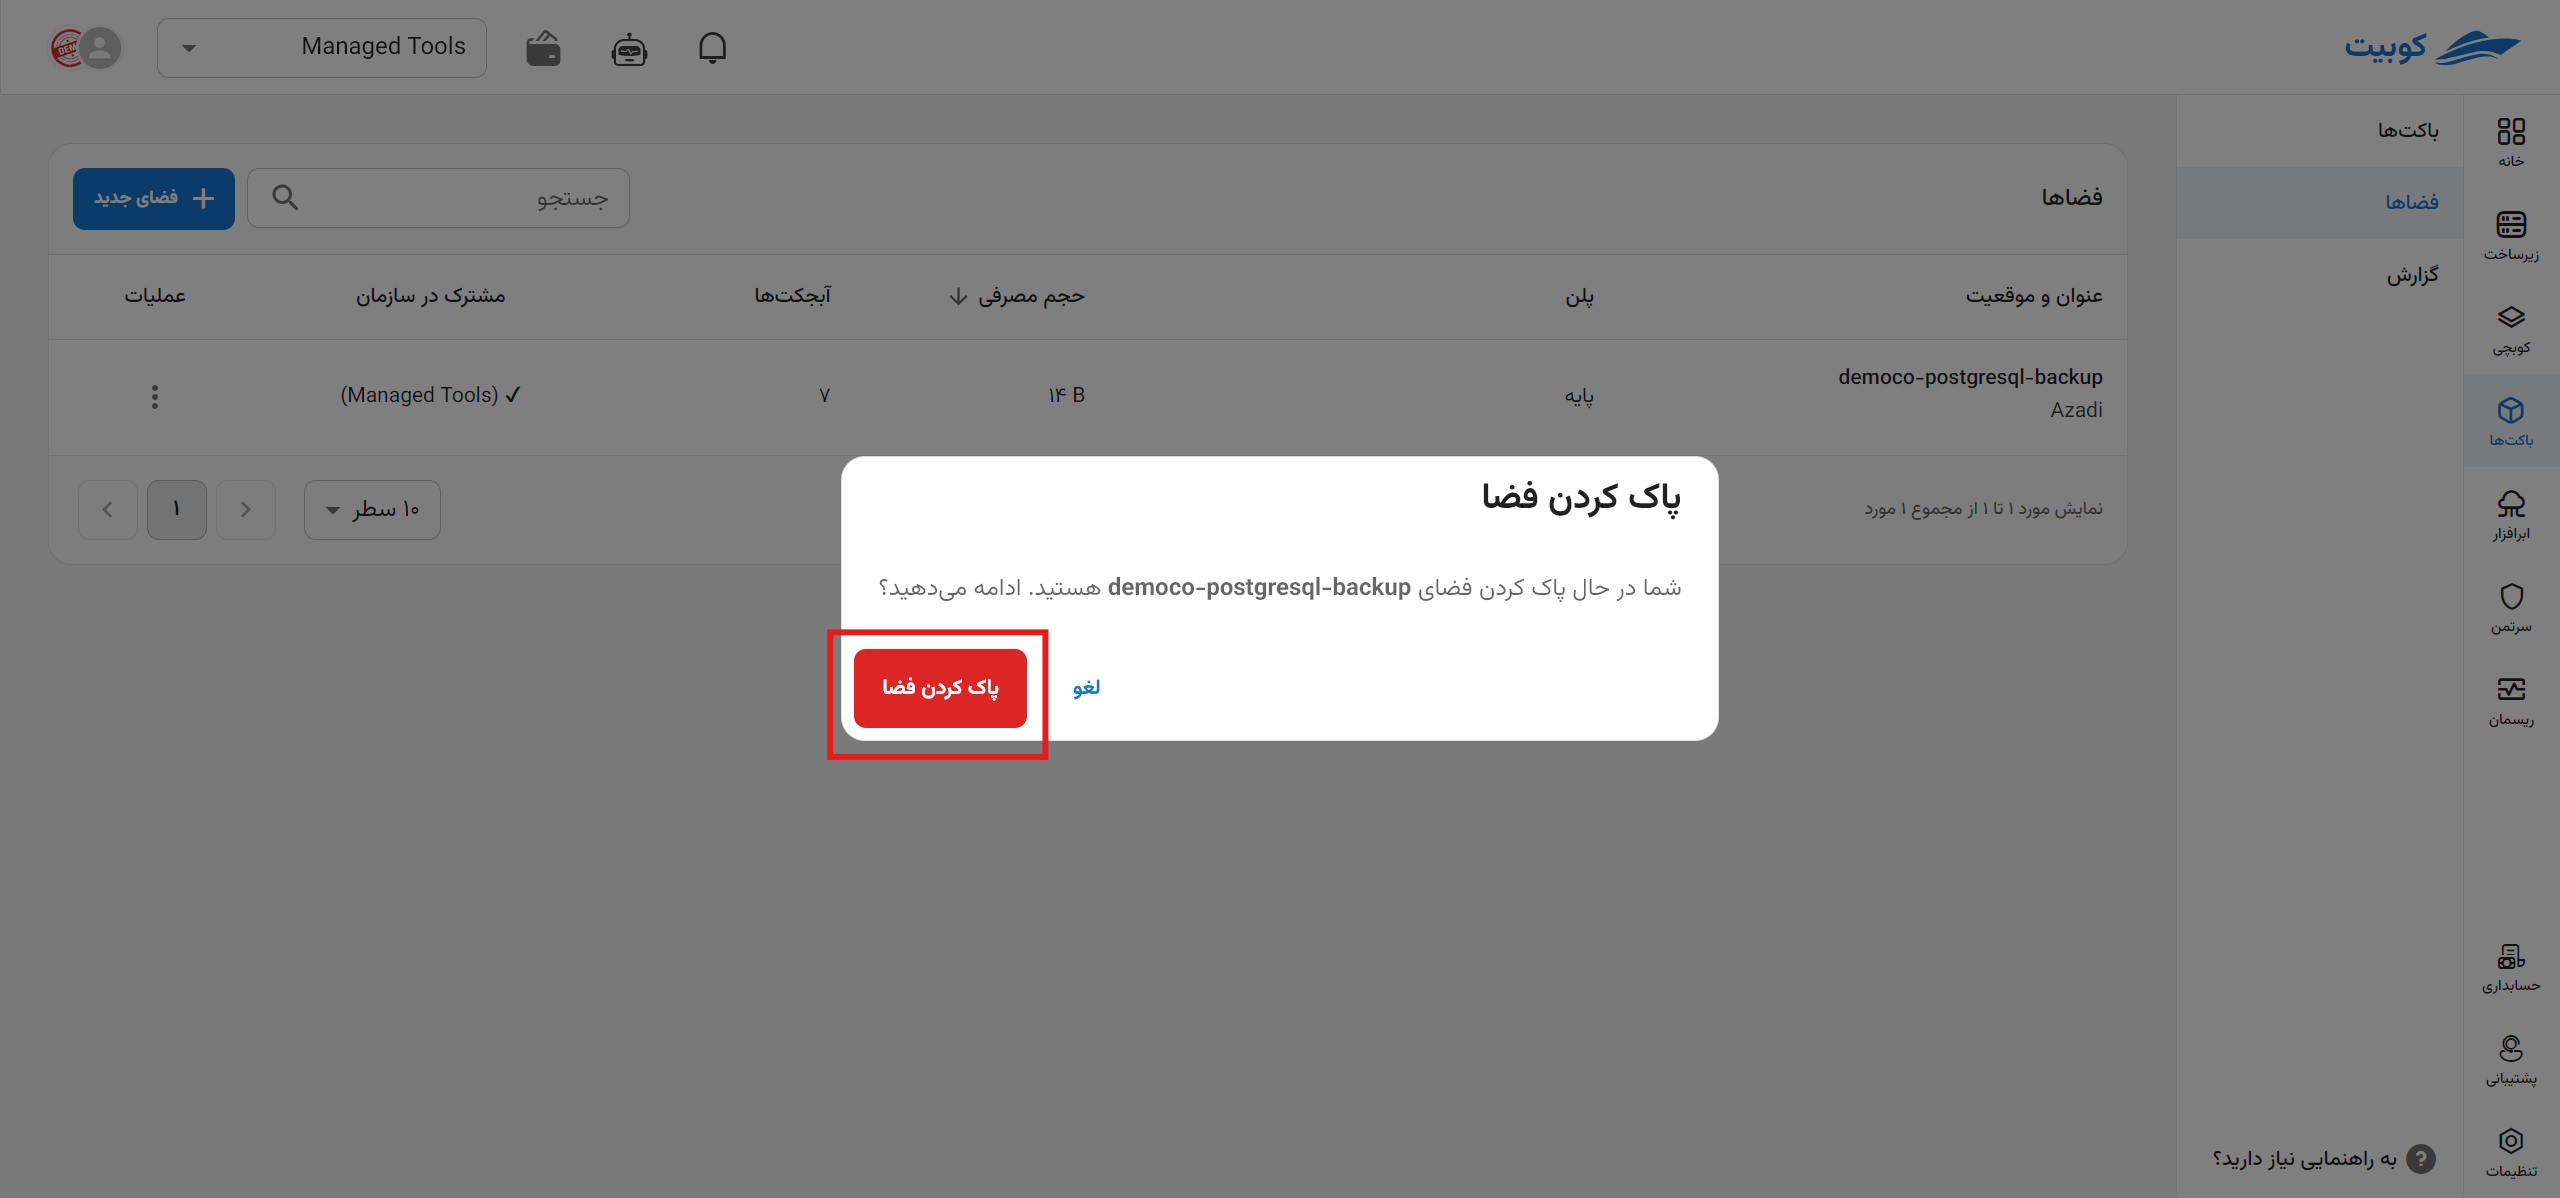 کوبیت
Managed Tools
خانه
زیرساخت
کوبچی
باکت‌ها
ابرافزار
سرتمن
ریسمان
حسابداری
پشتیبانی
تنظیمات
باکت‌ها
فضاها
گزارش
به راهنمایی نیاز دارید؟
فضاها
جستجو
فضای جدید
عنوان و موقعیت
پلن
حجم مصرفی
آبجکت‌ها
مشترک در سازمان
عملیات
democo-postgresql-backup
Azadi
پایه
۱۴ B
۷
✓ (Managed Tools)
نمایش مورد ۱ تا ۱ از مجموع ۱ مورد
۱۰ سطر
۱
پاک کردن فضا
شما در حال پاک کردن فضای democo-postgresql-backup هستید. ادامه می‌دهید؟
لغو
پاک کردن فضا